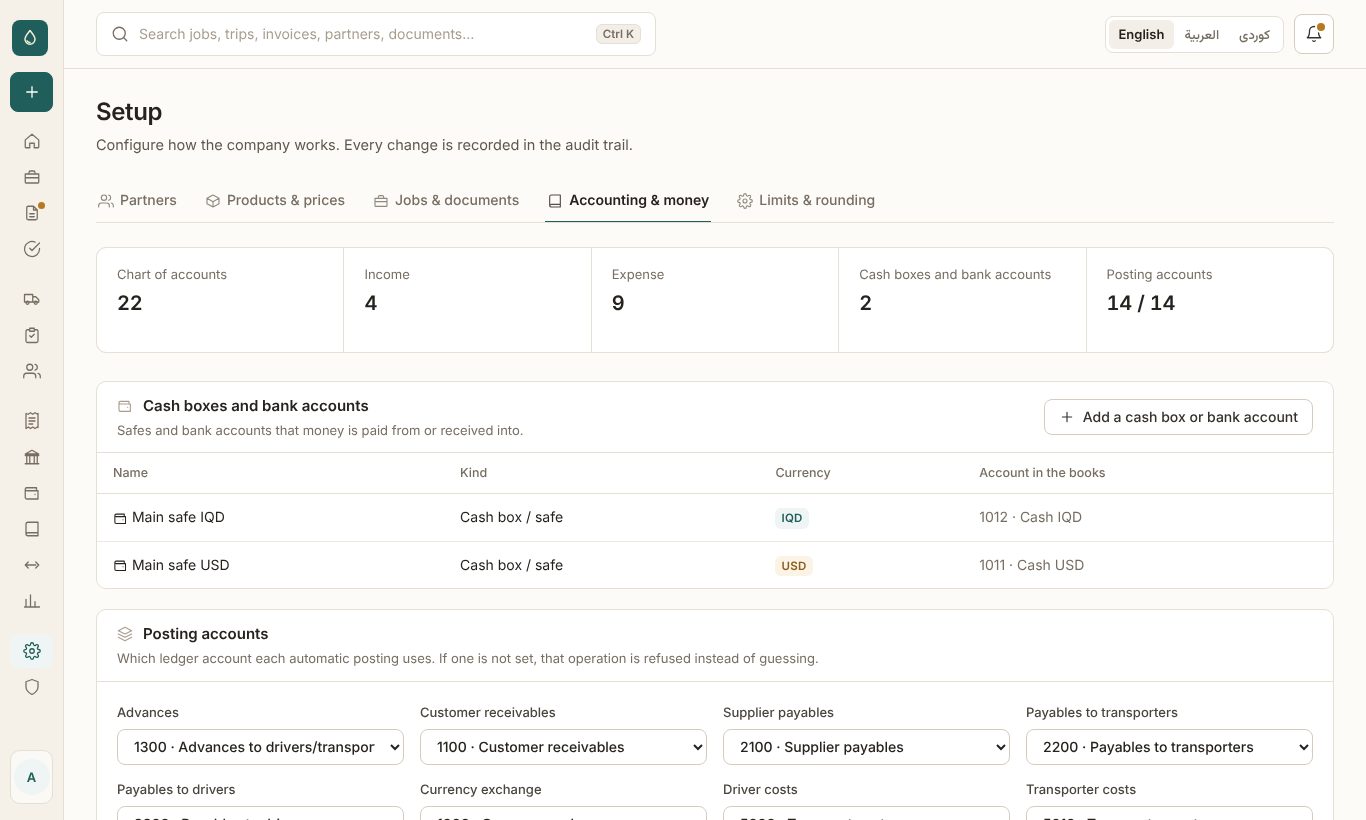 Search jobs, trips, invoices, partners, documents...
Ctrl K
English
العربية
کوردی
Setup
Configure how the company works. Every change is recorded in the audit trail.
Partners
Products & prices
Jobs & documents
Accounting & money
Limits & rounding
Chart of accounts
22
Income
4
Expense
9
Cash boxes and bank accounts
2
Posting accounts
14 / 14
Cash boxes and bank accounts
Safes and bank accounts that money is paid from or received into.
Add a cash box or bank account
Name Kind Currency Account in the books
Main safe IQD Cash box / safe IQD 1012 · Cash IQD
Main safe USD Cash box / safe USD 1011 · Cash USD
Posting accounts
Which ledger account each automatic posting uses. If one is not set, that operation is refused instead of guessing.
Advances Customer receivables Supplier payables Payables to transporters
1300 · Advances to drivers/transpor 1100 · Customer receivables 2100 · Supplier payables 2200 · Payables to transporters
Payables to drivers Currency exchange Driver costs Transporter costs
A